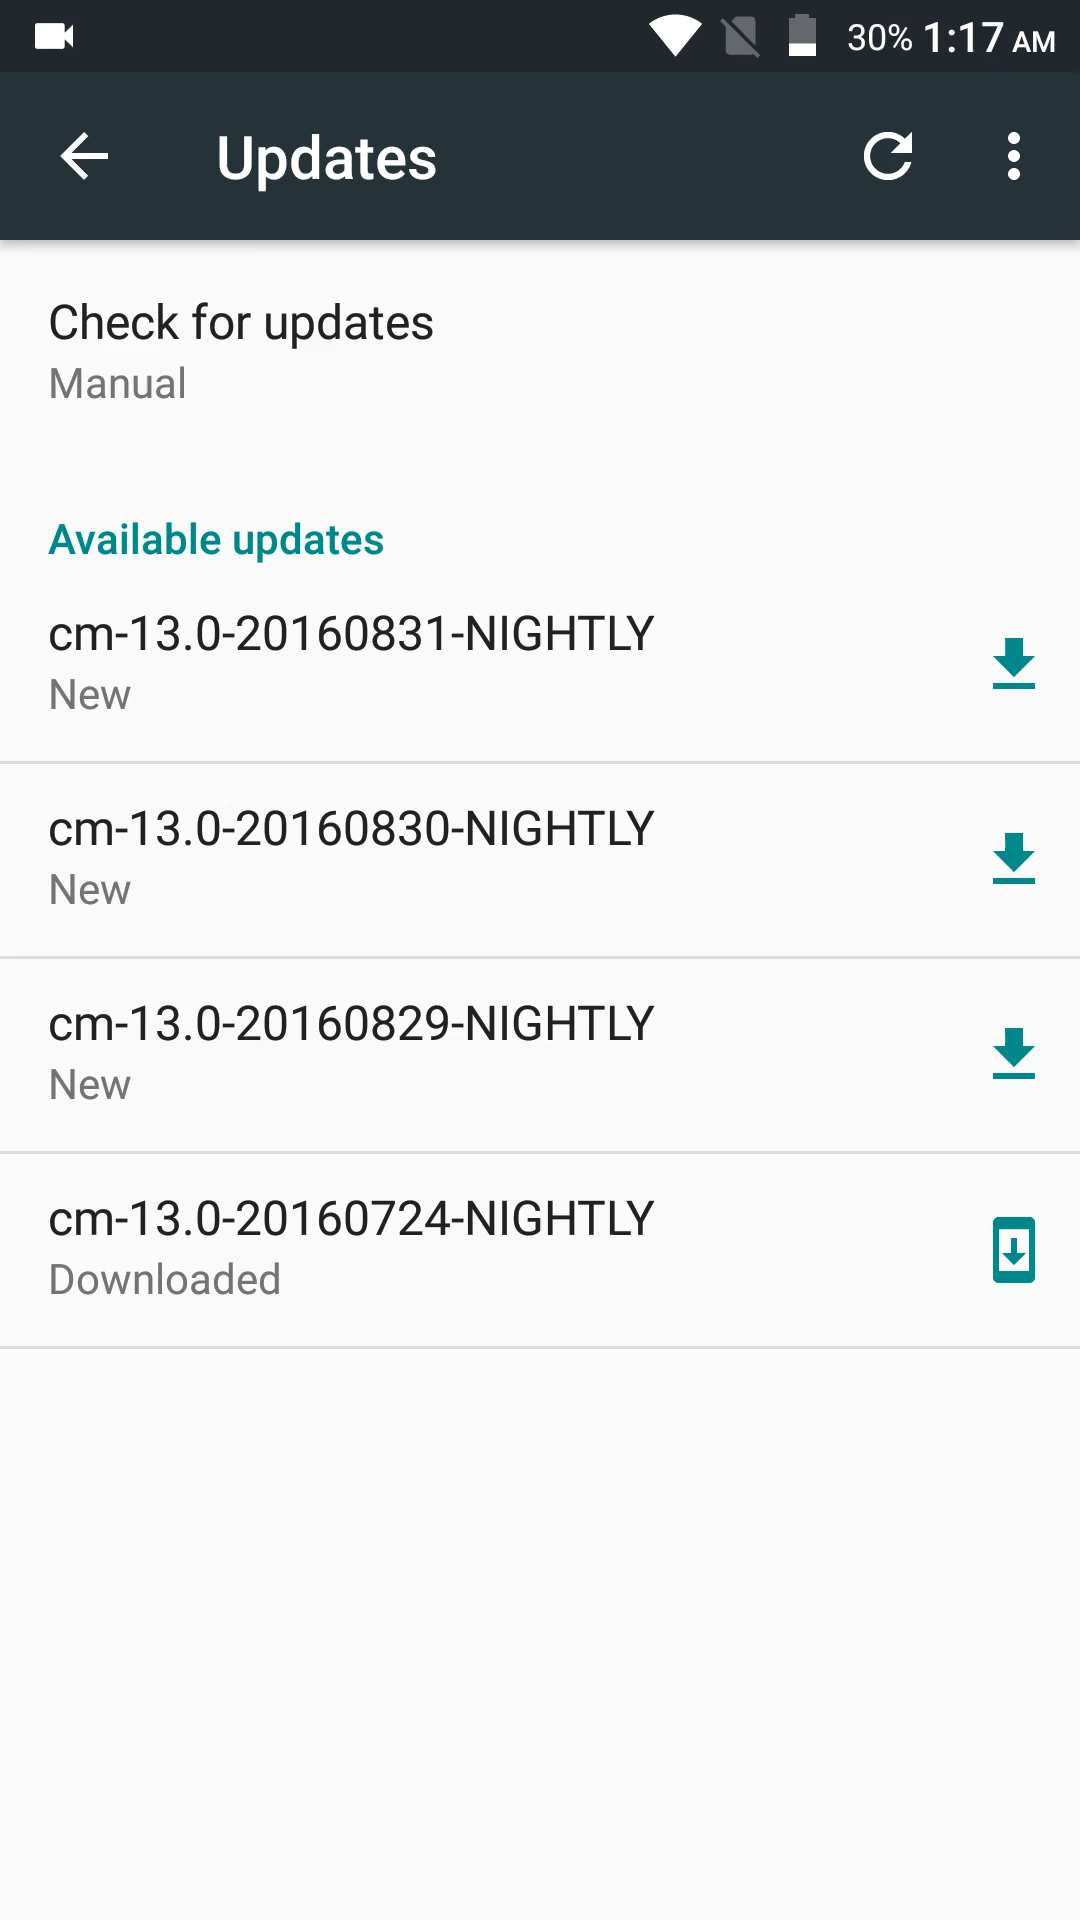 30% 1:17 AM
Updates
Check for updates
Manual
Available updates
cm-13.0-20160831-NIGHTLY
New
cm-13.0-20160830-NIGHTLY
New
cm-13.0-20160829-NIGHTLY
New
cm-13.0-20160724-NIGHTLY
Downloaded